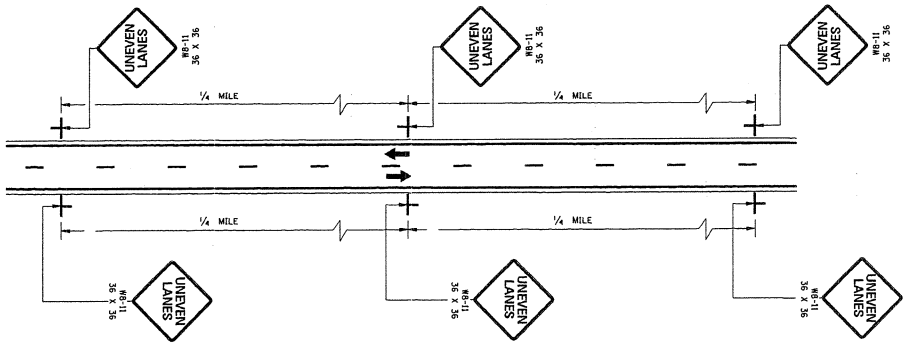 UNEVEN
LANES
W8-11
36 X 36
UNEVEN
LANES
W8-11
36 X 36
UNEVEN
LANES
W8-11
36 X 36
1/4 MILE
1/4 MILE
1/4 MILE
1/4 MILE
W8-11
36 X 36
UNEVEN
LANES
W8-11
36 X 36
UNEVEN
LANES
W8-11
36 X 36
UNEVEN
LANES